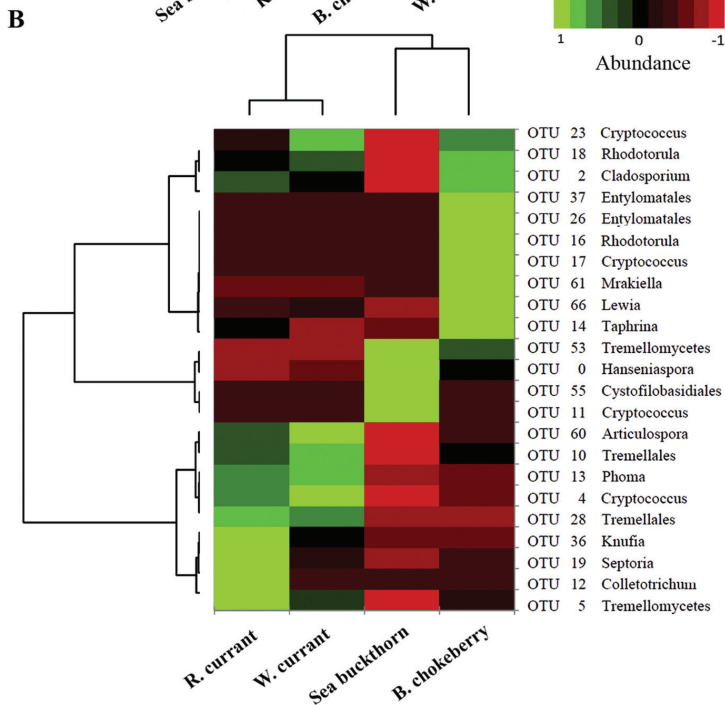 B
1 0 -1
Abundance
OTU 23 Cryptococcus
OTU 18 Rhodotorula
OTU 2 Cladosporium
OTU 37 Entylomatales
OTU 26 Entylomatales
OTU 16 Rhodotorula
OTU 17 Cryptococcus
OTU 61 Mrakiella
OTU 66 Lewia
OTU 14 Taphrina
OTU 53 Tremellomycetes
OTU 0 Hanseniaspora
OTU 55 Cystofilobasidiales
OTU 11 Cryptococcus
OTU 60 Articulospora
OTU 10 Tremellales
OTU 13 Phoma
OTU 4 Cryptococcus
OTU 28 Tremellales
OTU 36 Knufia
OTU 19 Septoria
OTU 12 Colletotrichum
OTU 5 Tremellomycetes
R. currant
W. currant
Sea buckthorn
B. chokeberry